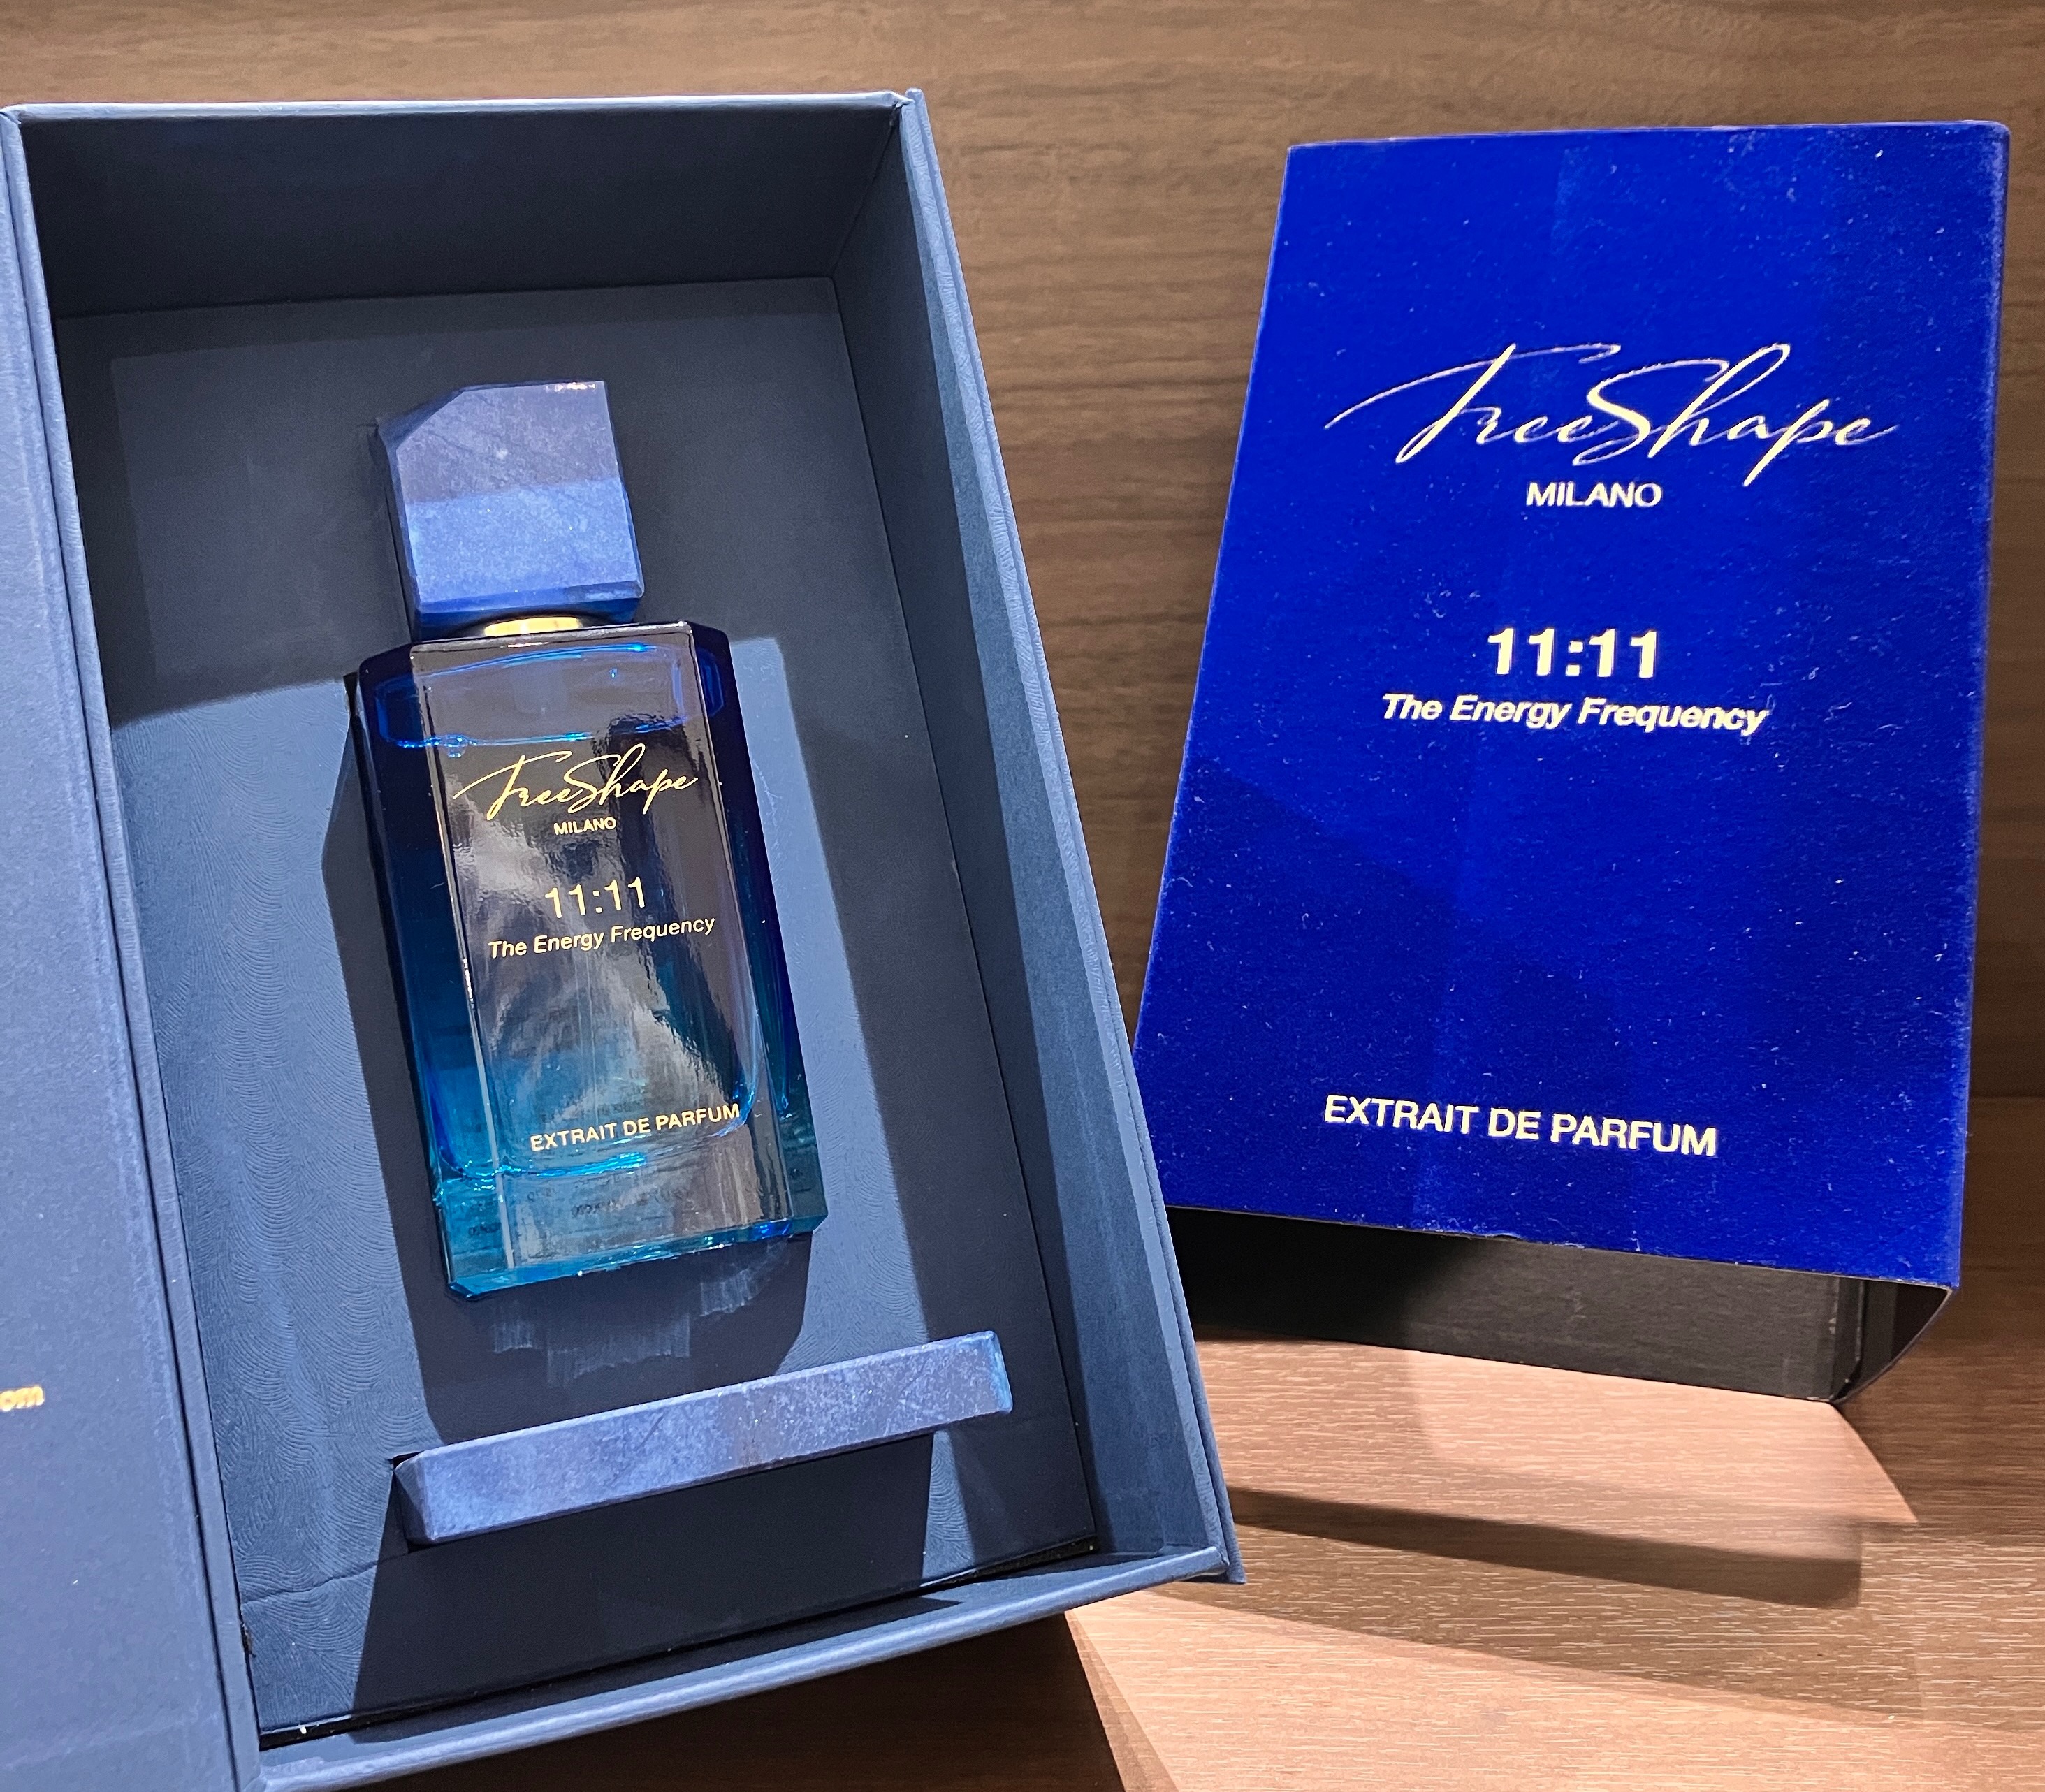 FreeShape
MILANO
11:11
The Energy Frequency
EXTRAIT DE PARFUM
om
FreeShape
MILANO
11:11
The Energy Frequency
EXTRAIT DE PARFUM